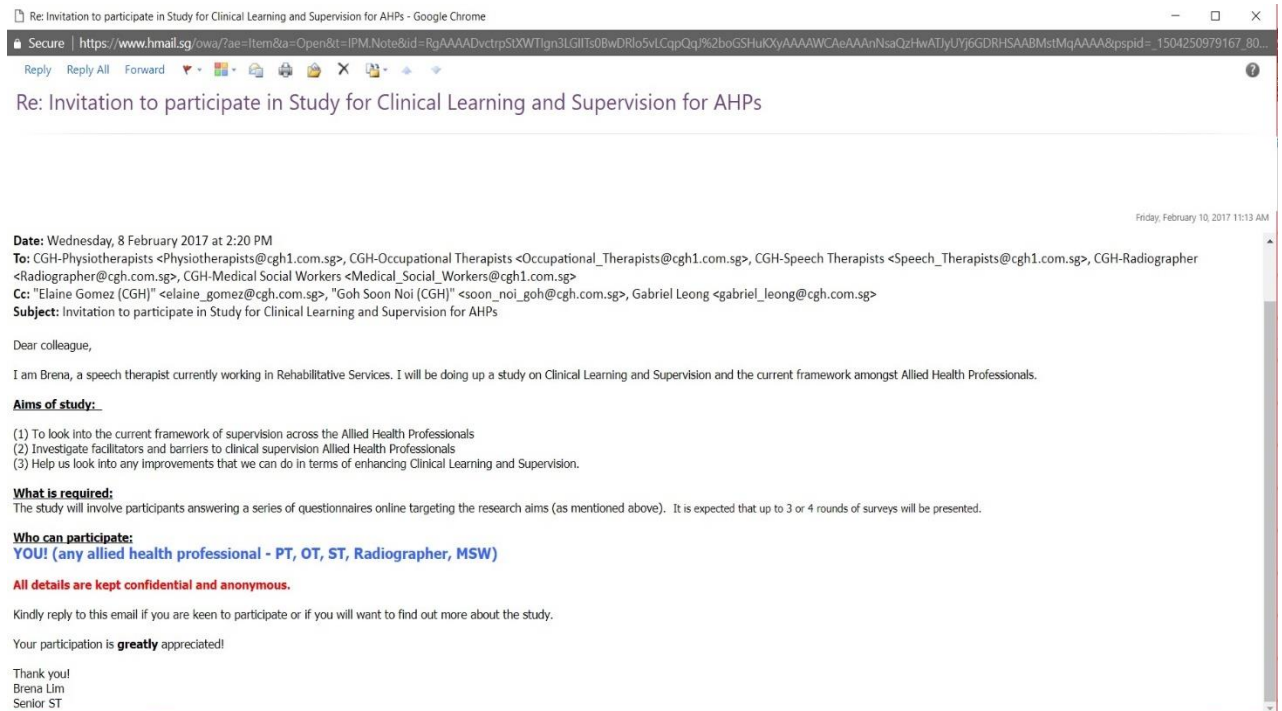 Re: Invitation to participate in Study for Clinical Learning and Supervision for AHPs - Google Chrome
Secure | https://www.hmail.sg/owa/?ae=Item&a=Open&t=IPM.Note&id=
Reply Reply All Forward
Re: Invitation to participate in Study for Clinical Learning and Supervision for AHPs
Friday, February 10, 2017 11:13 AM
Date: Wednesday, 8 February 2017 at 2:20 PM
To: CGH-Physiotherapists <Physiotherapists@cgh1.com.sg>, CGH-Occupational Therapists <Occupational_Therapists@cgh1.com.sg>, CGH-Speech Therapists <Speech_Therapists@cgh1.com.sg>, CGH-Radiographer
<Radiographer@cgh.com.sg>, CGH-Medical Social Workers <Medical_Social_Workers@cgh1.com.sg>
Cc: "Elaine Gomez (CGH)" <elaine_gomez@cgh.com.sg>, "Goh Soon Noi (CGH)" <soon_noi_goh@cgh.com.sg>, Gabriel Leong <gabriel_leong@cgh.com.sg>
Subject: Invitation to participate in Study for Clinical Learning and Supervision for AHPs
Dear colleague,
I am Brena, a speech therapist currently working in Rehabilitative Services. I will be doing up a study on Clinical Learning and Supervision and the current framework amongst Allied Health Professionals.
Aims of study:
(1) To look into the current framework of supervision across the Allied Health Professionals
(2) Investigate facilitators and barriers to clinical supervision Allied Health Professionals
(3) Help us look into any improvements that we can do in terms of enhancing Clinical Learning and Supervision.
What is required:
The study will involve participants answering a series of questionnaires online targeting the research aims (as mentioned above). It is expected that up to 3 or 4 rounds of surveys will be presented.
Who can participate:
YOU! (any allied health professional - PT, OT, ST, Radiographer, MSW)
All details are kept confidential and anonymous.
Kindly reply to this email if you are keen to participate or if you will want to find out more about the study.
Your participation is greatly appreciated!
Thank you!
Brena Lim
Senior ST